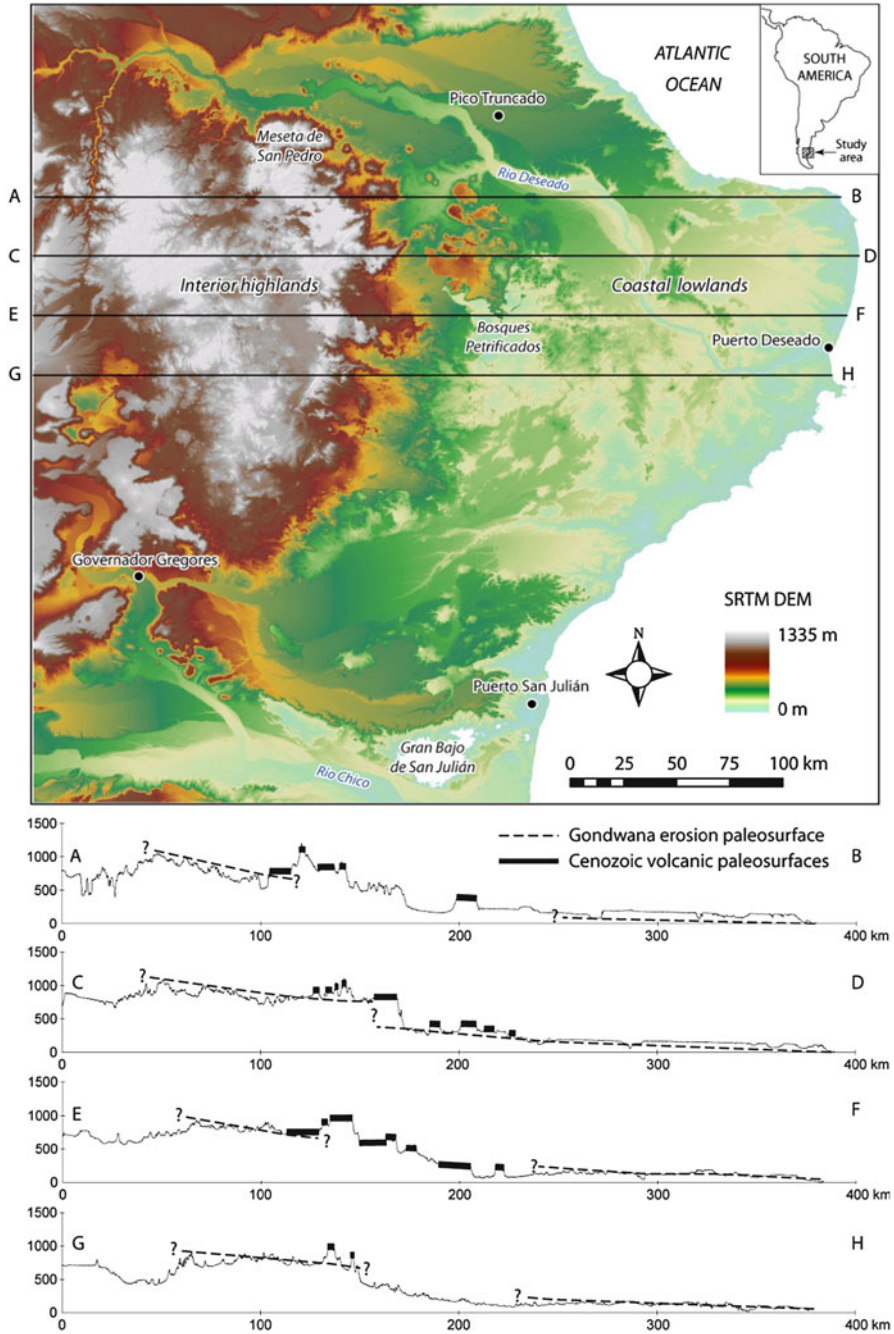 ATLANTIC
OCEAN
SOUTH
AMERICA
Study
area
Pico Truncado
Meseta de
San Pedro
Rio Deseado
A
B
C
D
Interior highlands
Coastal lowlands
E
F
Bosques
Petrificados
Puerto Deseado
G
H
Governador Gregores
SRTM DEM
1335 m
0 m
N
Puerto San Julián
Gran Bajo
de San Julián
Rio Chico
0 25 50 75 100 km
Gondwana erosion paleosurface
Cenozoic volcanic paleosurfaces
1500
1000
500
0
A
B
?
?
?
0 100 200 300 400 km
1500
1000
500
0
C
D
?
?
0 100 200 300 400 km
1500
1000
500
0
E
F
?
?
?
0 100 200 300 400 km
1500
1000
500
0
G
H
?
?
?
0 100 200 300 400 km